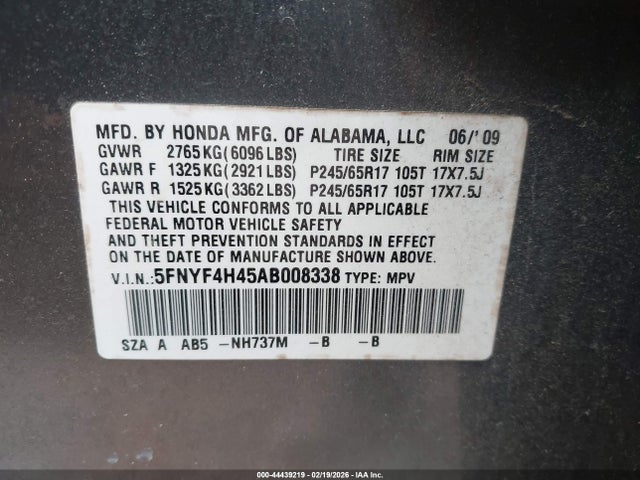 MFD. BY HONDA MFG. OF ALABAMA, LLC 06/'09
GVWR 2765KG(6096LBS) TIRE SIZE RIM SIZE
GAWR F 1325KG(2921LBS) P245/65R17 105T 17X7.5J
GAWR R 1525KG(3362LBS) P245/65R17 105T 17X7.5J
THIS VEHICLE CONFORMS TO ALL APPLICABLE
FEDERAL MOTOR VEHICLE SAFETY
AND THEFT PREVENTION STANDARDS IN EFFECT
ON THE DATE OF MANUFACTURE SHOWN ABOVE.
V.I.N.: 5FNYF4H45AB008338 TYPE: MPV
SZA A AB5 -NH737M -B -B
000-44439219 - 02/19/2026 - IAA Inc.